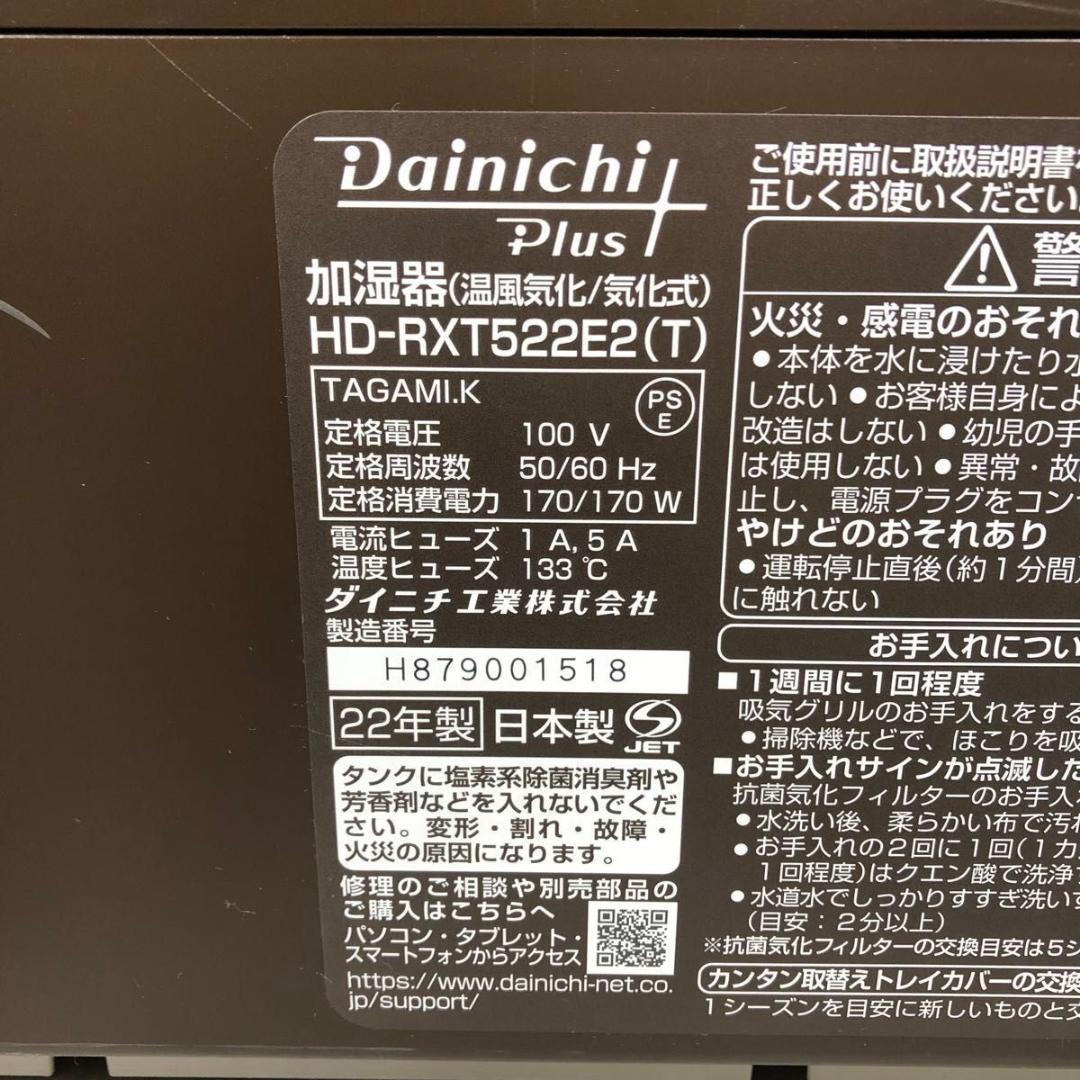 Dainichi
Plus
加湿器(温風気化/気化式)
HD-RXT522E2(T)
TAGAMI.K
PS
E
定格電圧 100 V
定格周波数 50/60 Hz
定格消費電力 170/170 W
電流ヒューズ 1 A, 5 A
温度ヒューズ 133 ℃
ダイニチ工業株式会社
製造番号
H879001518
22年製 日本製 JET
タンクに塩素系除菌消臭剤や
芳香剤などを入れないでくだ
さい。変形・割れ・故障・
火災の原因になります。
修理のご相談や別売部品の
ご購入はこちらへ
パソコン・タブレット・
スマートフォンからアクセス
https://www.dainichi-net.co.
jp/support/
ご使用前に取扱説明書
正しくお使いください
警
火災・感電のおそれ
●本体を水に浸けたり
しない ●お客様自身に
改造はしない ●幼児の手
は使用しない ●異常・故
止し、電源プラグをコン
やけどのおそれあり
●運転停止直後(約1分間)
に触れない
お手入れについ
■1週間に1回程度
吸気グリルのお手入れをする
●掃除機などで、ほこりを吸
■お手入れサインが点滅した
抗菌気化フィルターのお手入
●水洗い後、柔らかい布で汚
●お手入れの2回に1回(1カ
1回程度)はクエン酸で洗浄
●水道水でしっかりすすぎ洗い
(目安：2分以上)
※抗菌気化フィルターの交換目安は5シ
カンタン取替えトレイカバーの交換
1シーズンを目安に新しいものと交